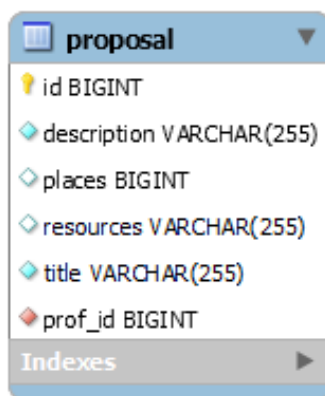 proposal
id BIGINT
description VARCHAR(255)
places BIGINT
resources VARCHAR(255)
title VARCHAR(255)
prof_id BIGINT
Indexes